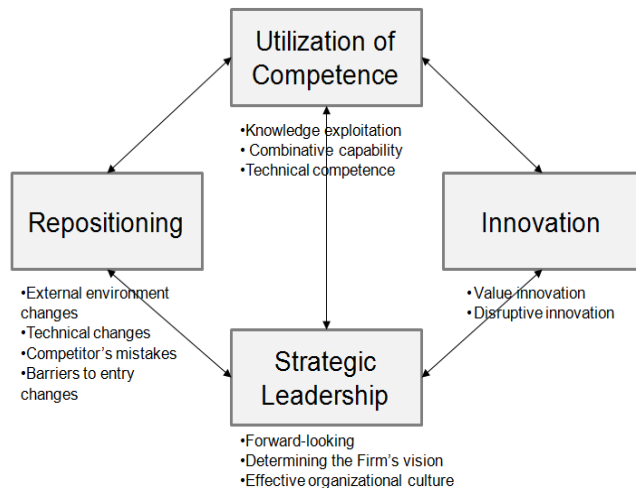 Utilization of
Competence
•Knowledge exploitation
• Combinative capability
•Technical competence
Repositioning
•External environment
changes
•Technical changes
•Competitor's mistakes
•Barriers to entry
changes
Innovation
• Value innovation
• Disruptive innovation
Strategic
Leadership
•Forward-looking
•Determining the Firm's vision
•Effective organizational culture